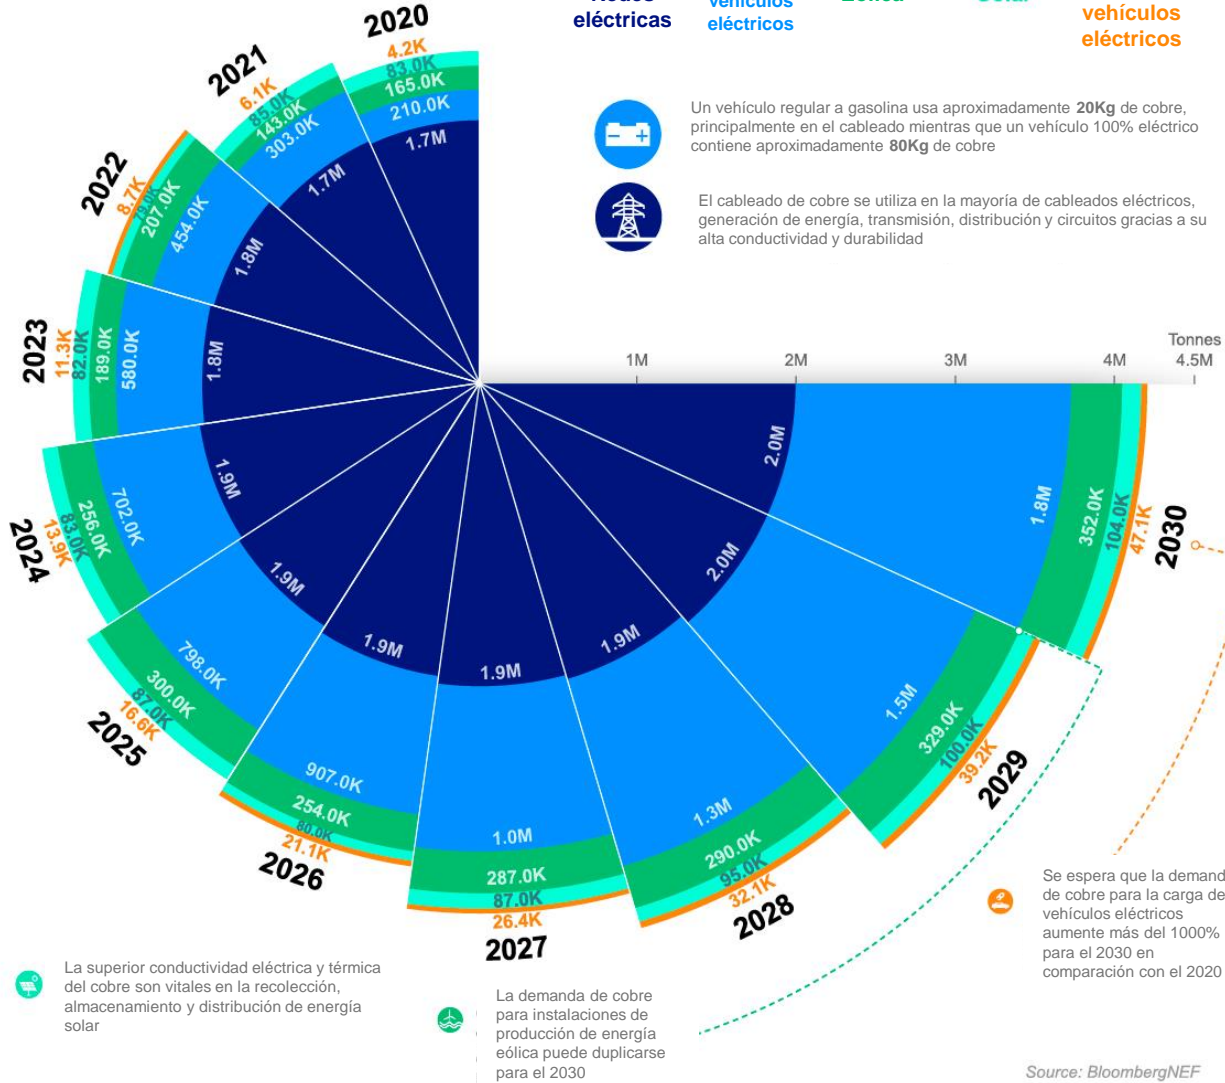 eléctricas
eléctricos
vehículos
eléctricos
Un vehículo regular a gasolina usa aproximadamente 20Kg de cobre,
principalmente en el cableado mientras que un vehículo 100% eléctrico
contiene aproximadamente 80Kg de cobre
El cableado de cobre se utiliza en la mayoría de cableados eléctricos,
generación de energía, transmisión, distribución y circuitos gracias a su
alta conductividad y durabilidad
Tonnes
1M
2M
3M
4M
4.5M
2020
4.2K
83.0K
165.0K
210.0K
1.7M
2021
6.1K
85.0K
143.0K
303.0K
1.7M
2022
8.7K
79.0K
207.0K
454.0K
1.8M
2023
11.3K
82.0K
189.0K
580.0K
1.8M
2024
13.9K
83.0K
256.0K
702.0K
1.9M
2025
16.6K
87.0K
300.0K
798.0K
1.9M
2026
21.1K
80.0K
254.0K
907.0K
1.9M
2027
26.4K
87.0K
287.0K
1.0M
1.9M
2028
32.1K
95.0K
290.0K
1.3M
1.9M
2029
39.2K
100.0K
329.0K
1.5M
2.0M
2030
47.1K
104.0K
352.0K
1.8M
2.0M
La superior conductividad eléctrica y térmica
del cobre son vitales en la recolección,
almacenamiento y distribución de energía
solar
La demanda de cobre
para instalaciones de
producción de energía
eólica puede duplicarse
para el 2030
Se espera que la demand
de cobre para la carga de
vehículos eléctricos
aumente más del 1000%
para el 2030 en
comparación con el 2020
Source: BloombergNEF